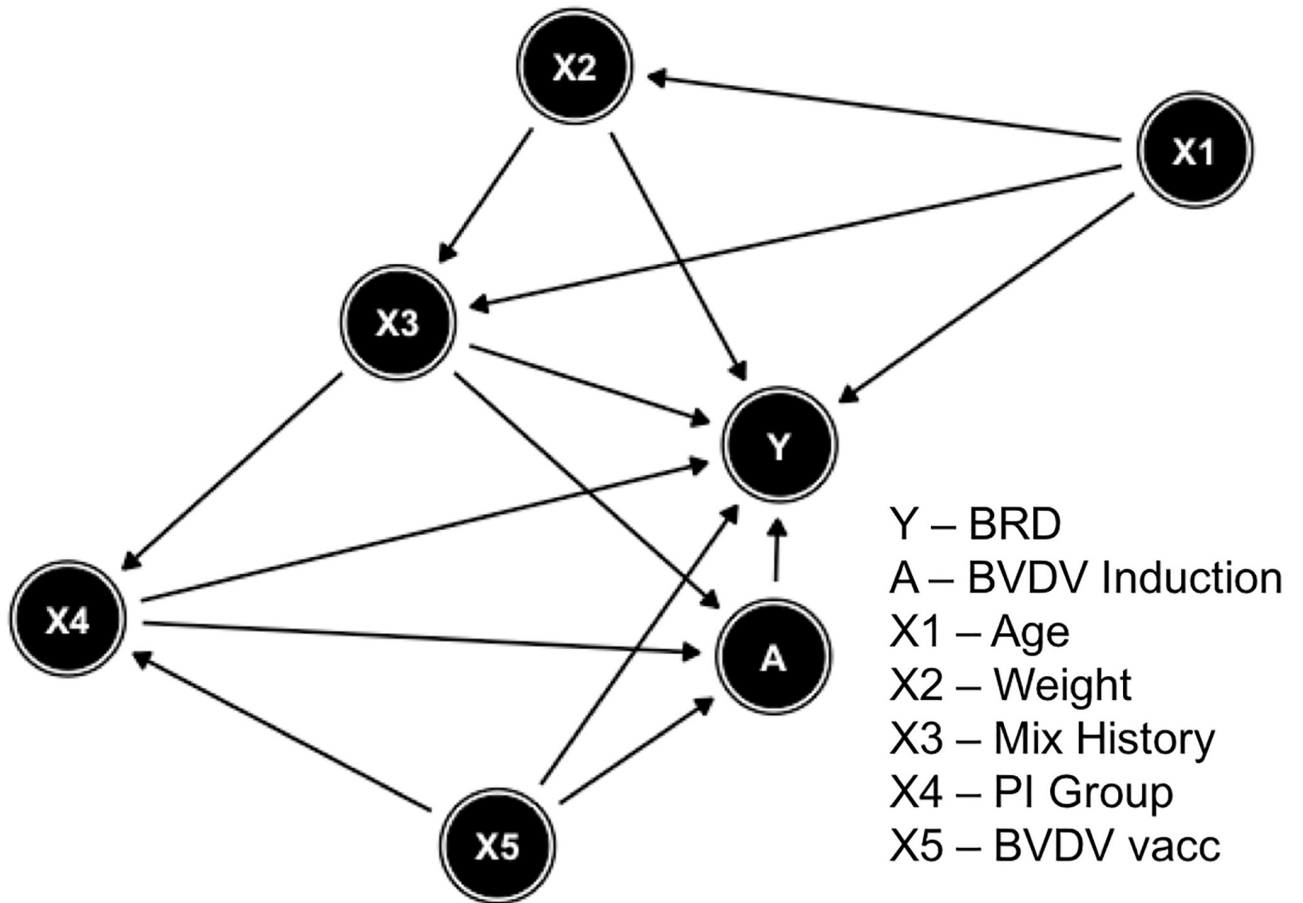 X2
X1
X3
Y
X4
A
X5
Y – BRD
A – BVDV Induction
X1 – Age
X2 – Weight
X3 – Mix History
X4 – PI Group
X5 – BVDV vacc